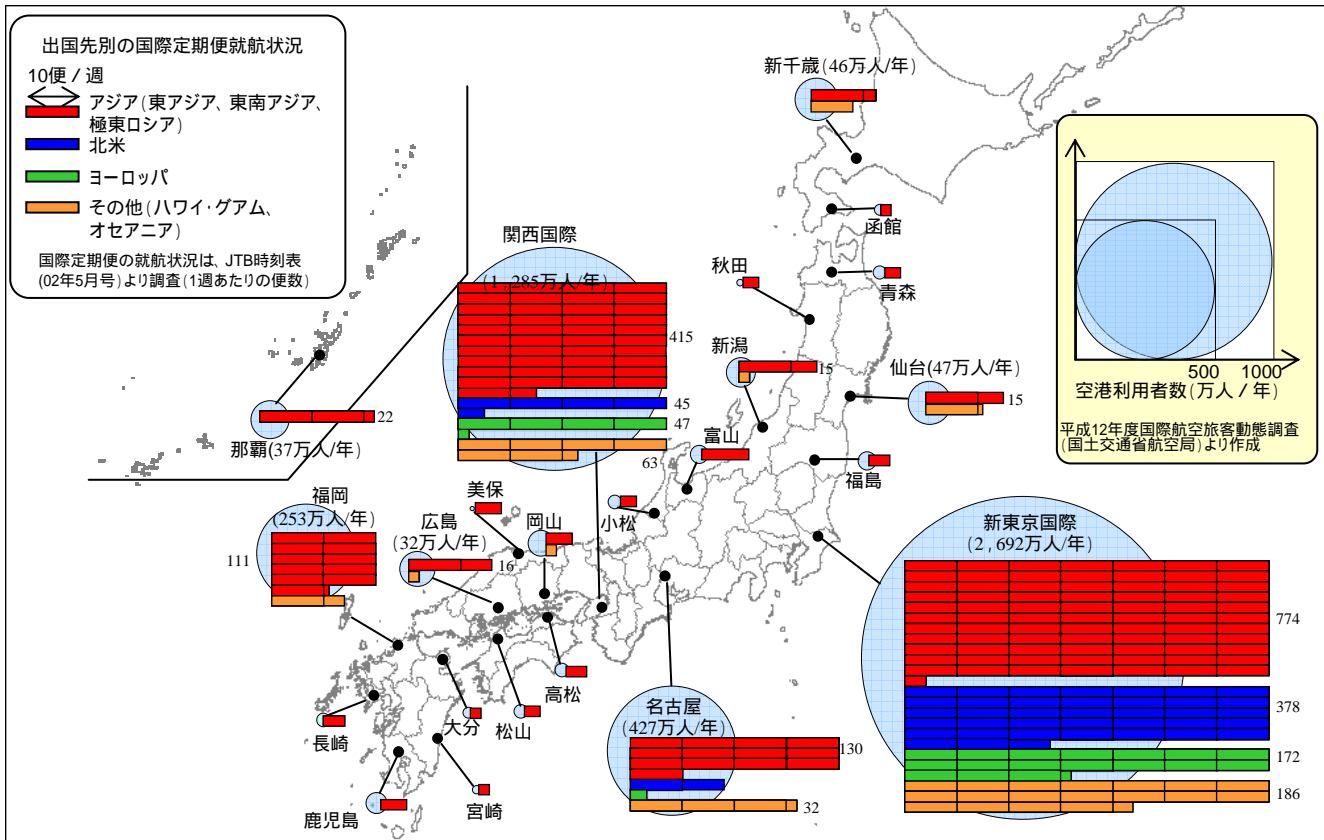 出国先別の国際定期便就航状況
10便 / 週
アジア(東アジア、東南アジア、
極東ロシア)
北米
ヨーロッパ
その他(ハワイ・グアム、
オセアニア)
国際定期便の就航状況は、JTB時刻表
(02年5月号)より調査(1週あたりの便数)
新千歳(46万人/年)
函館
青森
秋田
新潟
15
仙台(47万人/年)
15
福島
富山
小松
関西国際
(1,285万人/年)
415
45
47
63
那覇(37万人/年)
22
福岡
(253万人/年)
111
美保
広島
(32万人/年)
16
岡山
高松
松山
大分
長崎
宮崎
鹿児島
名古屋
(427万人/年)
130
32
新東京国際
(2,692万人/年)
774
378
172
186
500
1000
空港利用者数(万人 / 年)
平成12年度国際航空旅客動態調査
(国土交通省航空局)より作成